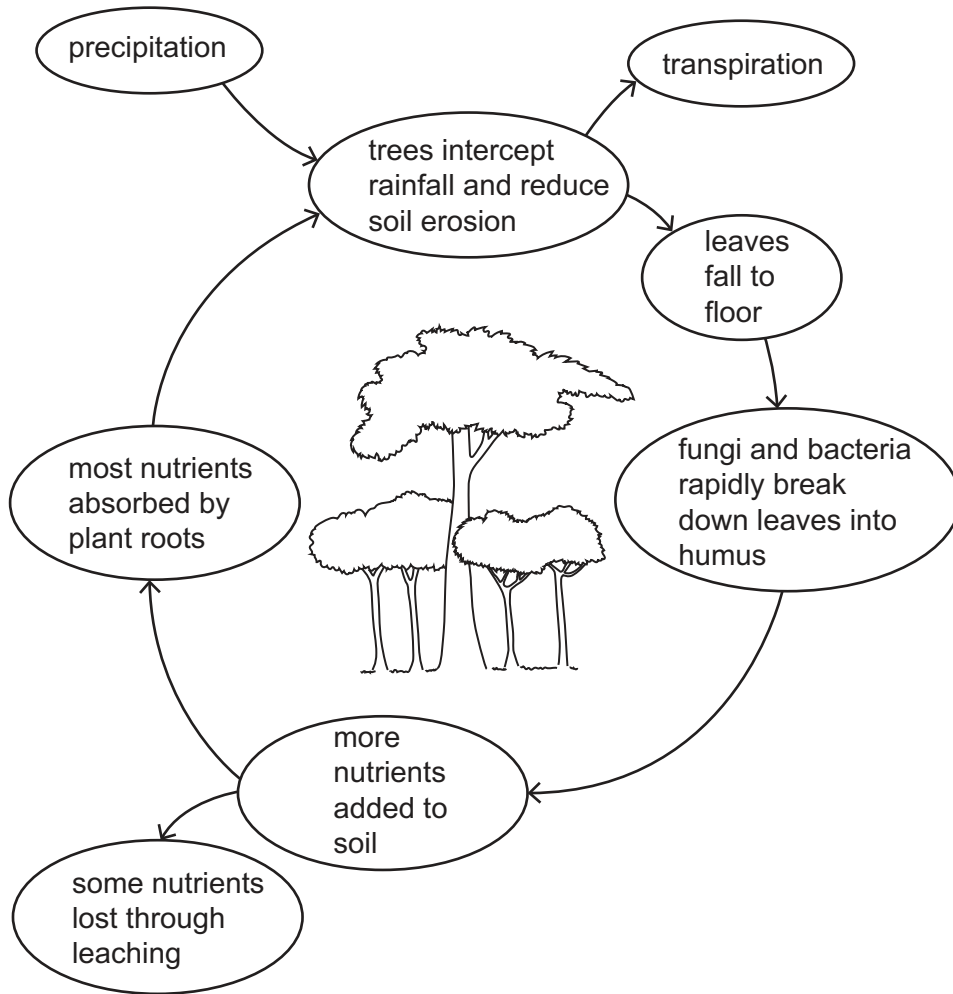 precipitation
transpiration
trees intercept
rainfall and reduce
soil erosion
leaves
fall to
floor
fungi and bacteria
rapidly break
down leaves into
humus
more
nutrients
added to
soil
some nutrients
lost through
leaching
most nutrients
absorbed by
plant roots